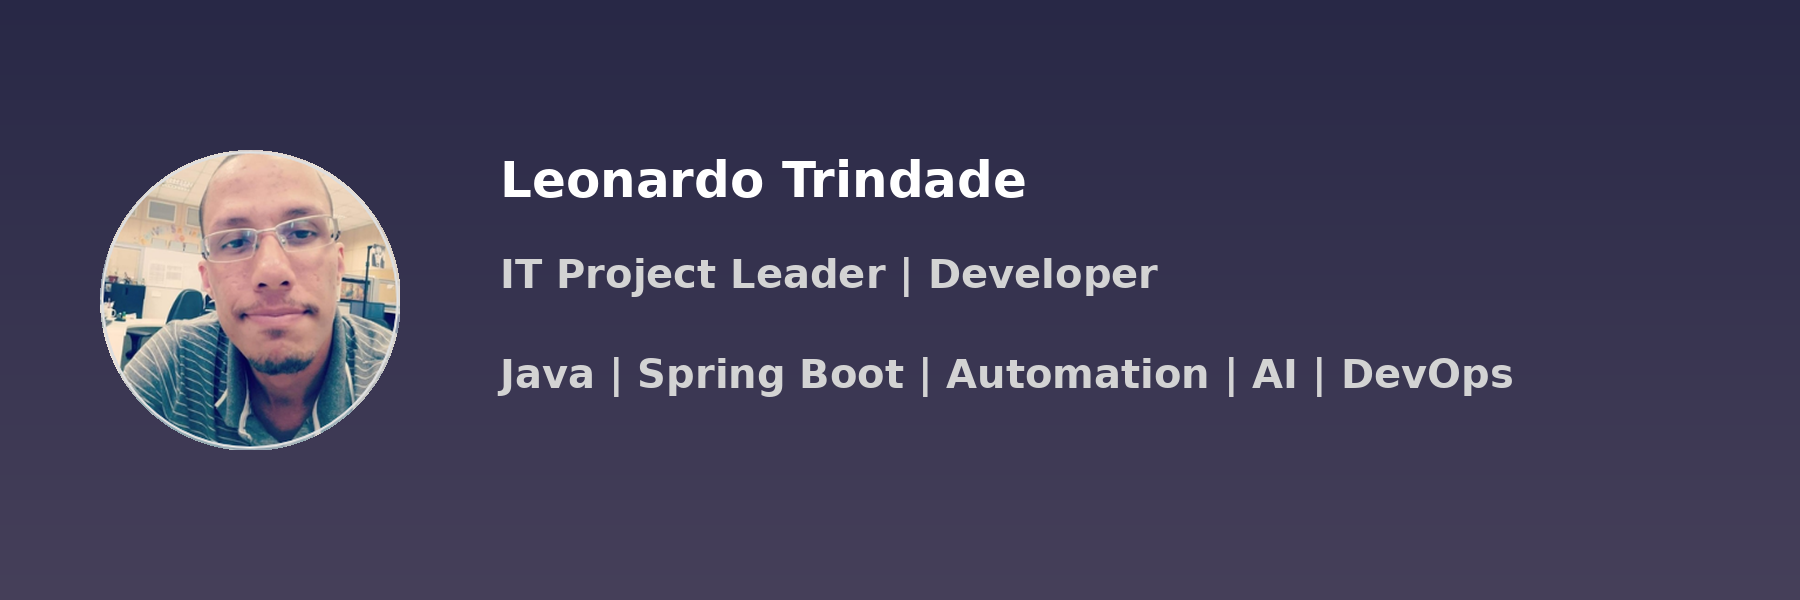 Leonardo Trindade
IT Project Leader | Developer
Java | Spring Boot | Automation | AI | DevOps